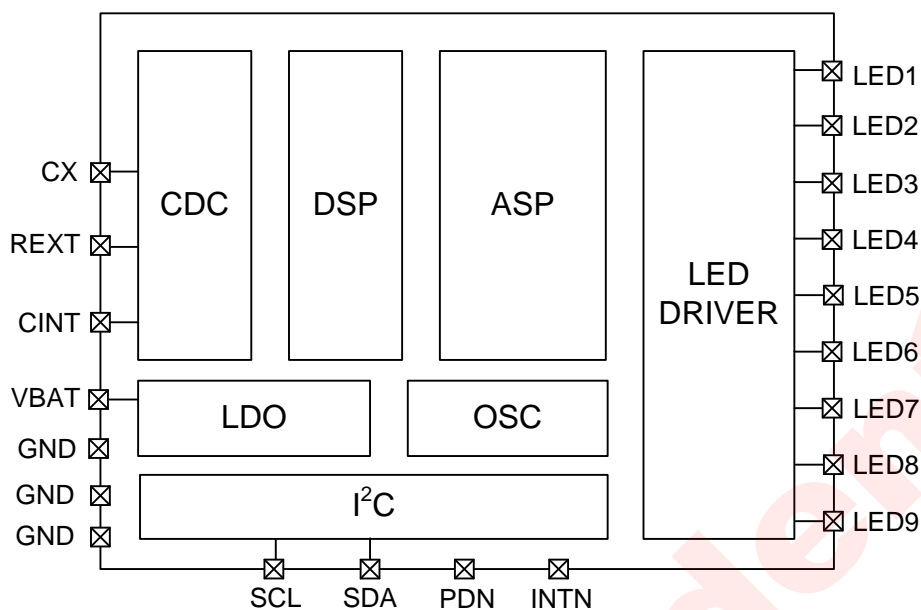 CX
REXT
CINT
VBAT
GND
GND
GND
CDC
DSP
ASP
LED
DRIVER
LDO
OSC
I²C
LED1
LED2
LED3
LED4
LED5
LED6
LED7
LED8
LED9
SCL
SDA
PDN
INTN